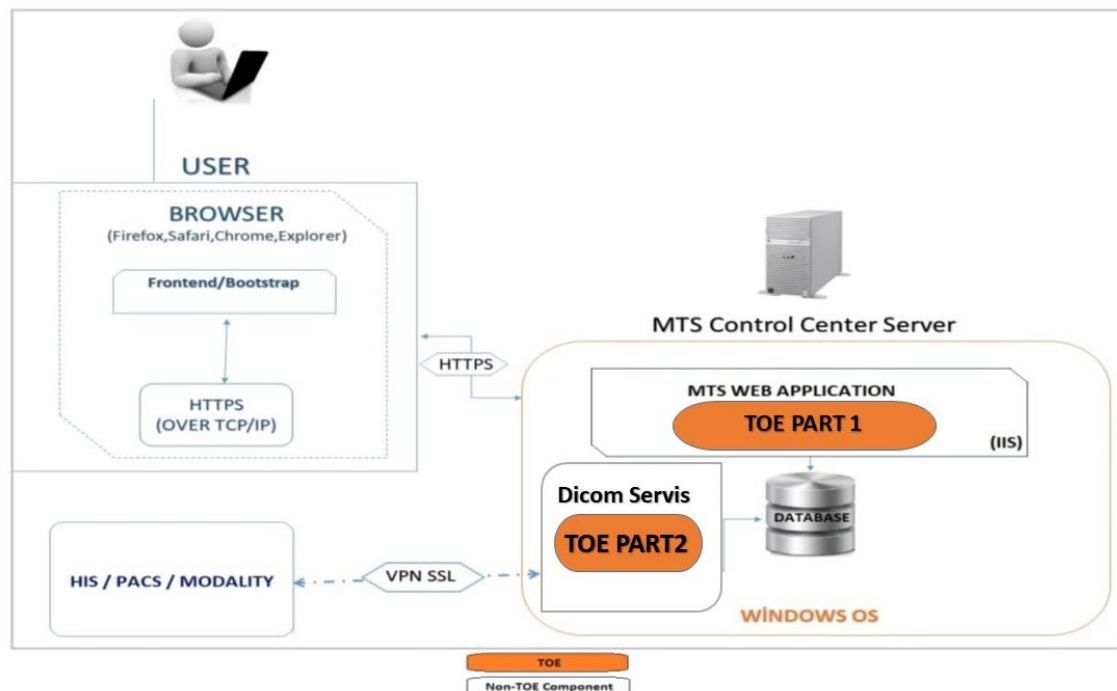 USER
BROWSER
(Firefox,Safari,Chrome,Explorer)
Frontend/Bootstrap
HTTPS
(OVER TCP/IP)
HTTPS
MTS Control Center Server
MTS WEB APPLICATION
TOE PART 1
(IIS)
Dicom Servis
TOE PART2
DATABASE
HIS / PACS / MODALITY
VPN SSL
WİNDOWS OS
TOE
Non-TOE Component